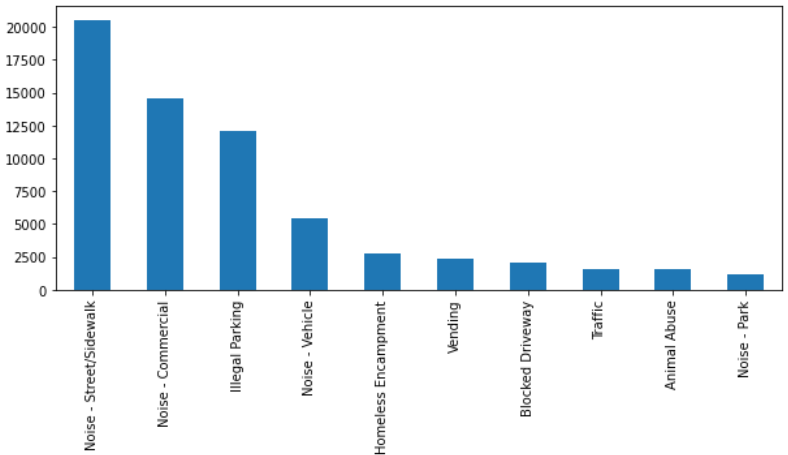 20000
17500
15000
12500
10000
7500
5000
2500
0
Noise - Street/Sidewalk
Noise - Commercial
Illegal Parking
Noise - Vehicle
Homeless Encampment
Vending
Blocked Driveway
Traffic
Animal Abuse
Noise - Park